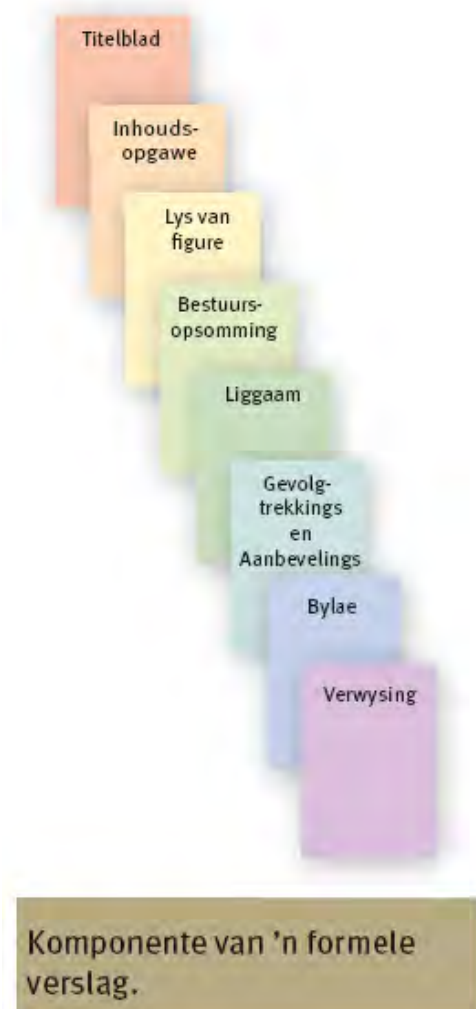 Titelblad
Inhouds-
opgawe
Lys van
figure
Bestuurs-
opsomming
Liggaam
Gevolg-
trekkings
en
Aanbevelings
Bylae
Verwysing
Komponente van ’n formele
verslag.